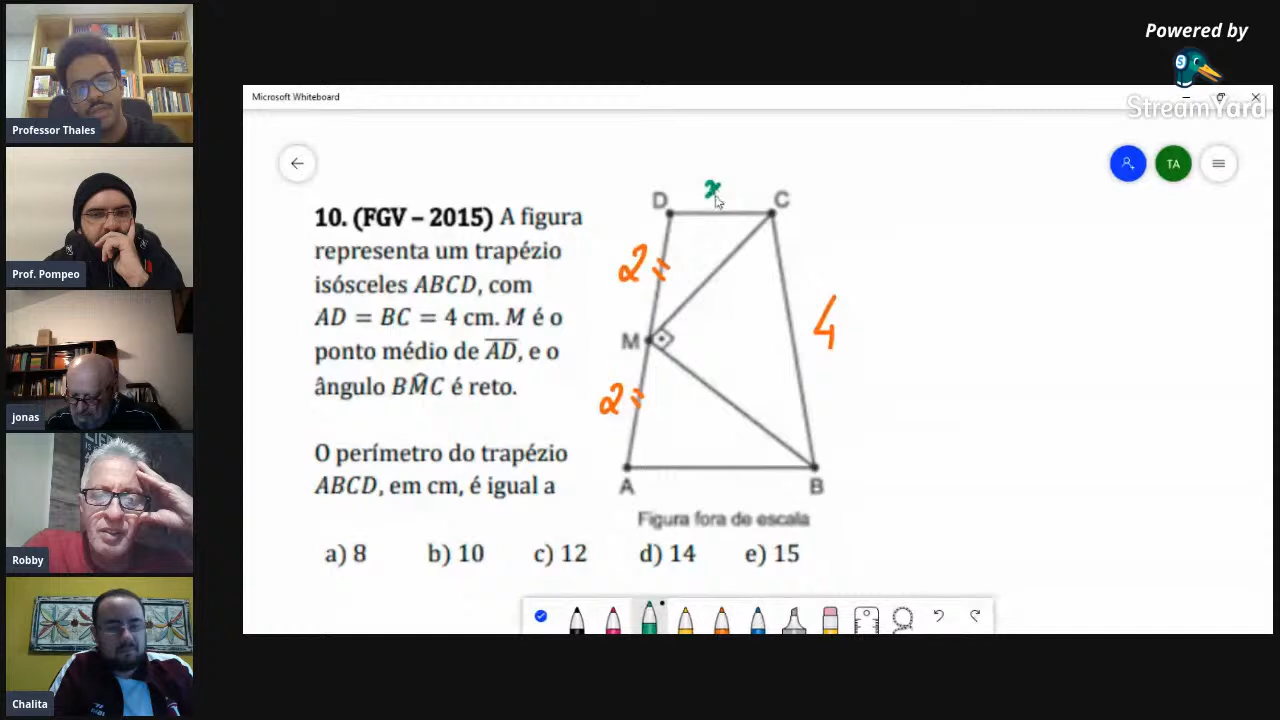 Powered by
StreamYard
Professor Thales
Prof. Pompeo
jonas
Robby
Chalita
Microsoft Whiteboard
TA
10. (FGV – 2015) A figura
representa um trapézio
isósceles ABCD, com
AD = BC = 4 cm. M é o
ponto médio de A̅D̅, e o
ângulo BM̂C é reto.
O perímetro do trapézio
ABCD, em cm, é igual a
a) 8 b) 10 c) 12 d) 14 e) 15
x
D C
2
4
M
2
A B
Figura fora de escala